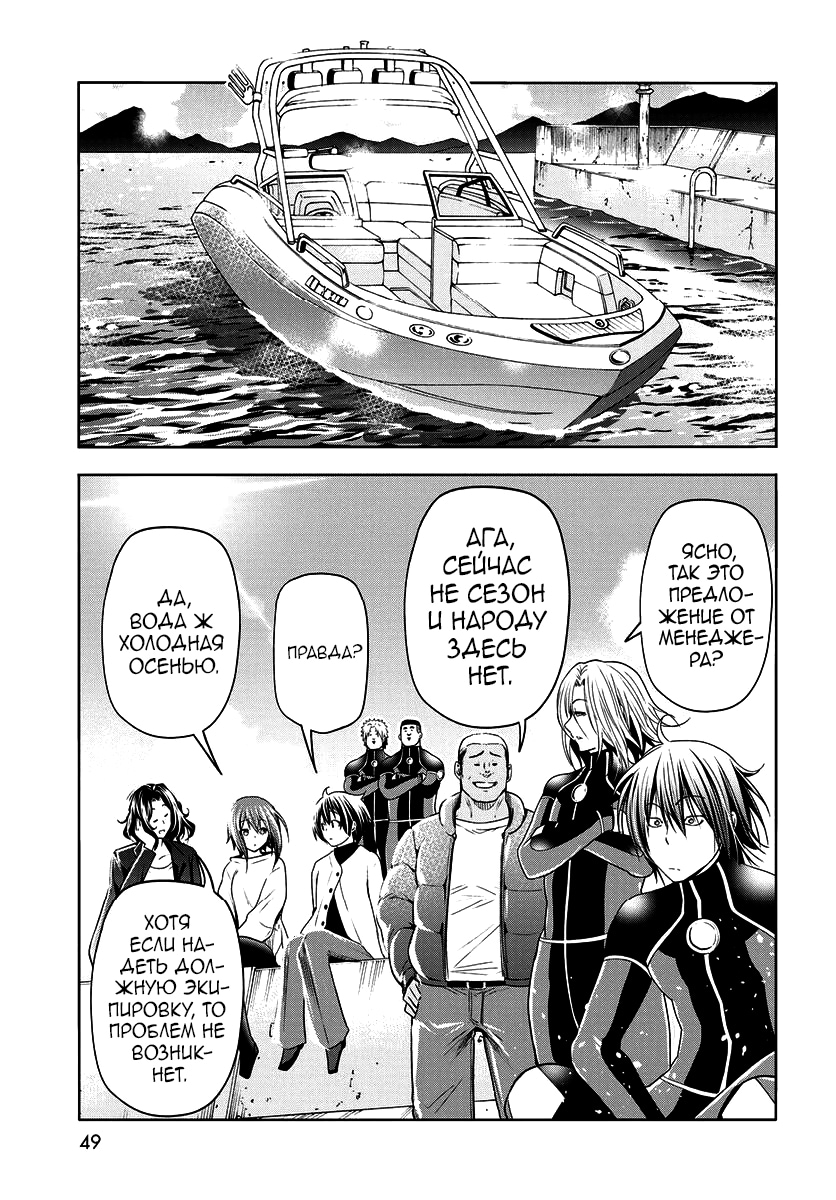 ЯСНО,
ТАК ЭТО
ПРЕДЛО-
ЖЕНИЕ ОТ
МЕНЕДЖЕ-
РА?
АГА,
СЕЙЧАС
НЕ СЕЗОН
И НАРОДУ
ЗДЕСЬ
НЕТ.
ПРАВДА?
ДА,
ВОДА Ж
ХОЛОДНАЯ
ОСЕНЬЮ.
ХОТЯ
ЕСЛИ НА-
ДЕТЬ ДОЛ-
ЖНУЮ ЭКИ-
ПИРОВКУ, ТО
ПРОБЛЕМ НЕ
ВОЗНИК-
НЕТ.
49